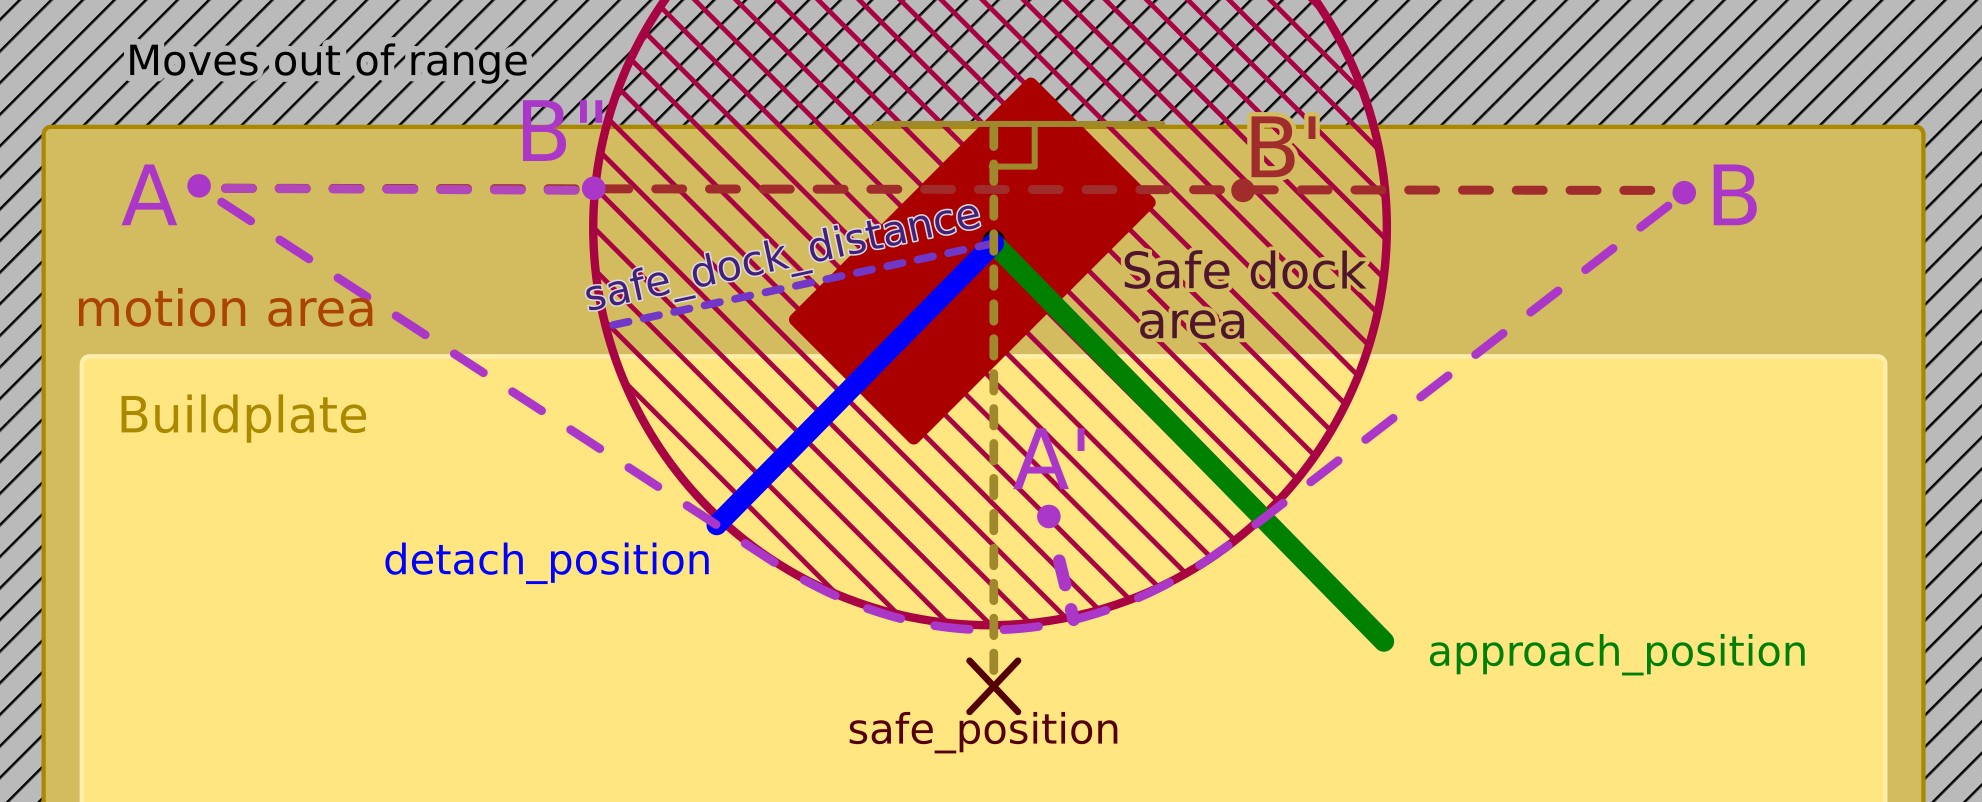 Moves out of range
B"
B'
A
B
safe_dock_distance
Safe dock
area
motion area
Buildplate
A'
detach_position
approach_position
safe_position